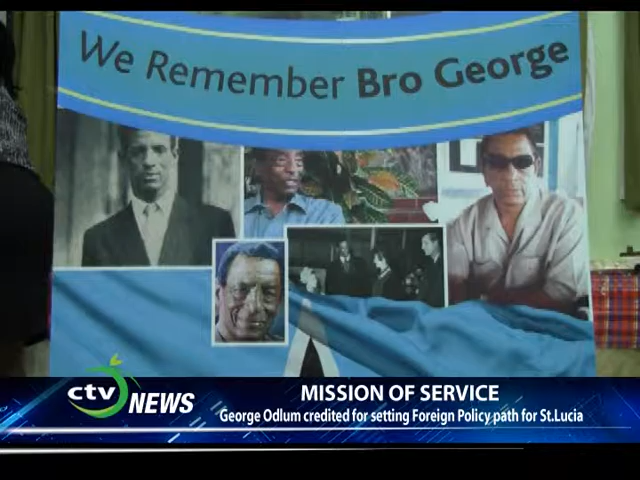 We Remember Bro George
ctv NEWS
MISSION OF SERVICE
George Odlum credited for setting Foreign Policy path for St.Lucia